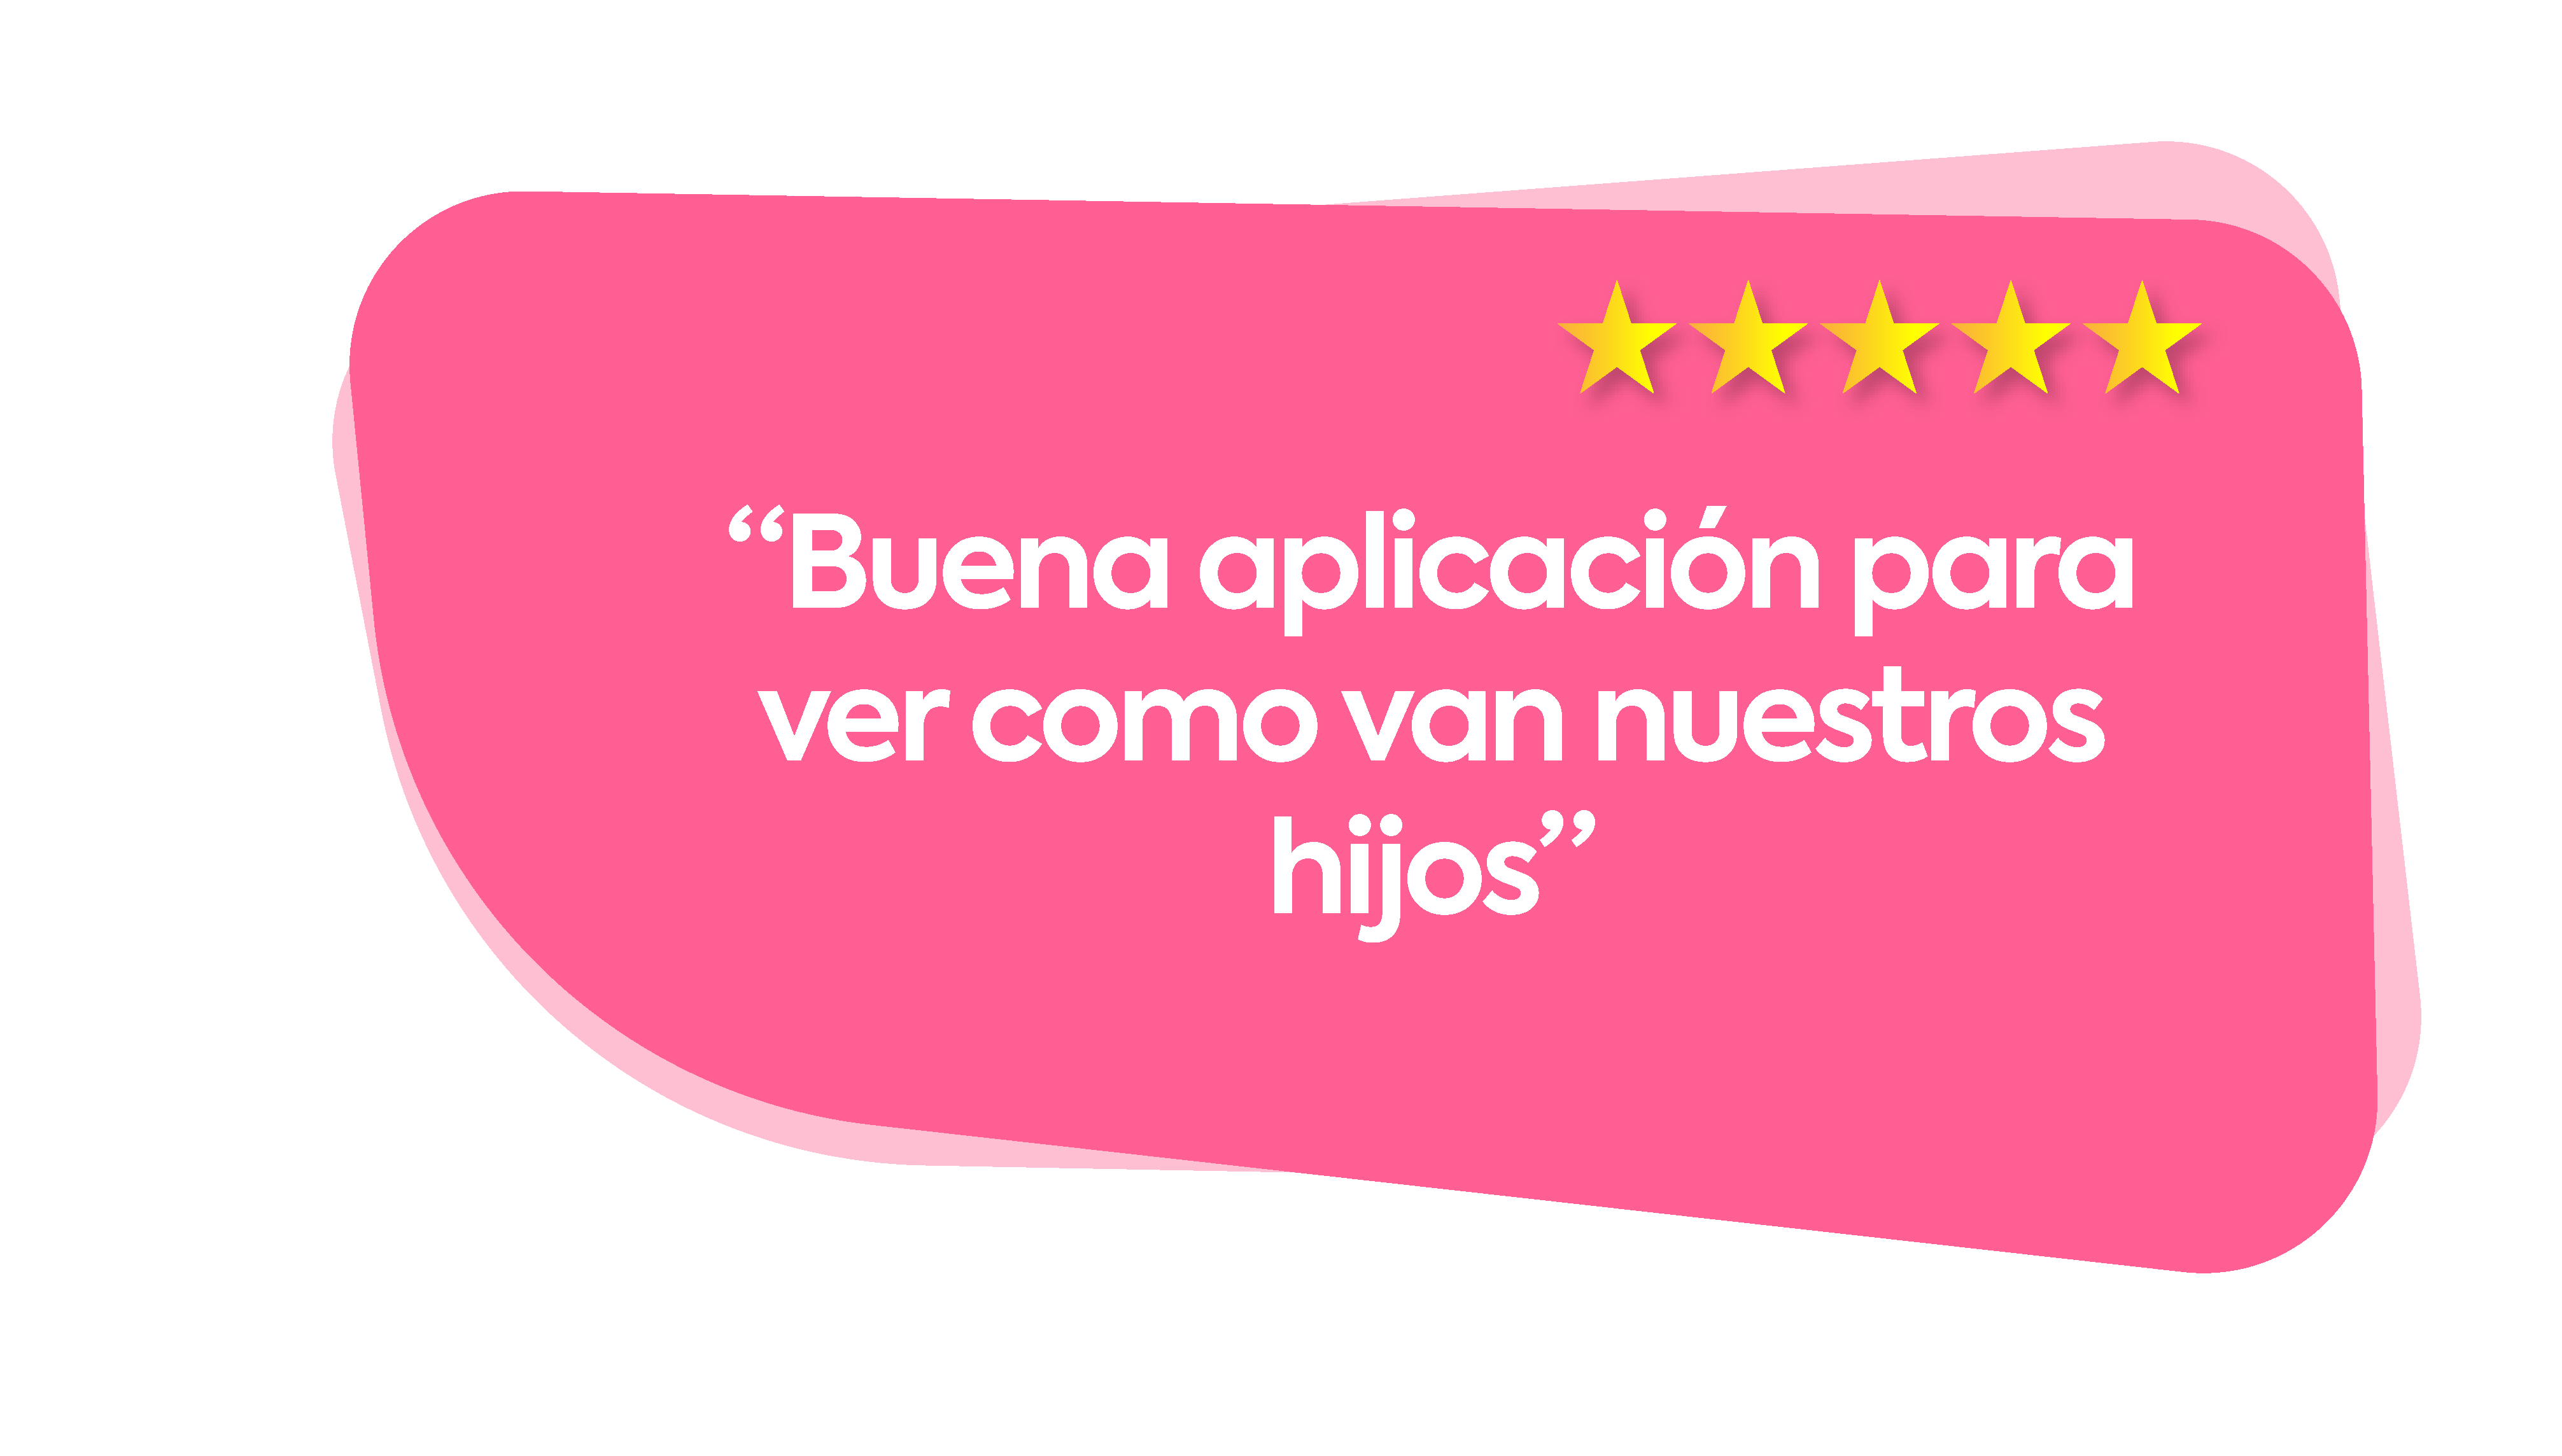 “Buena aplicación para
ver como van nuestros
hijos”